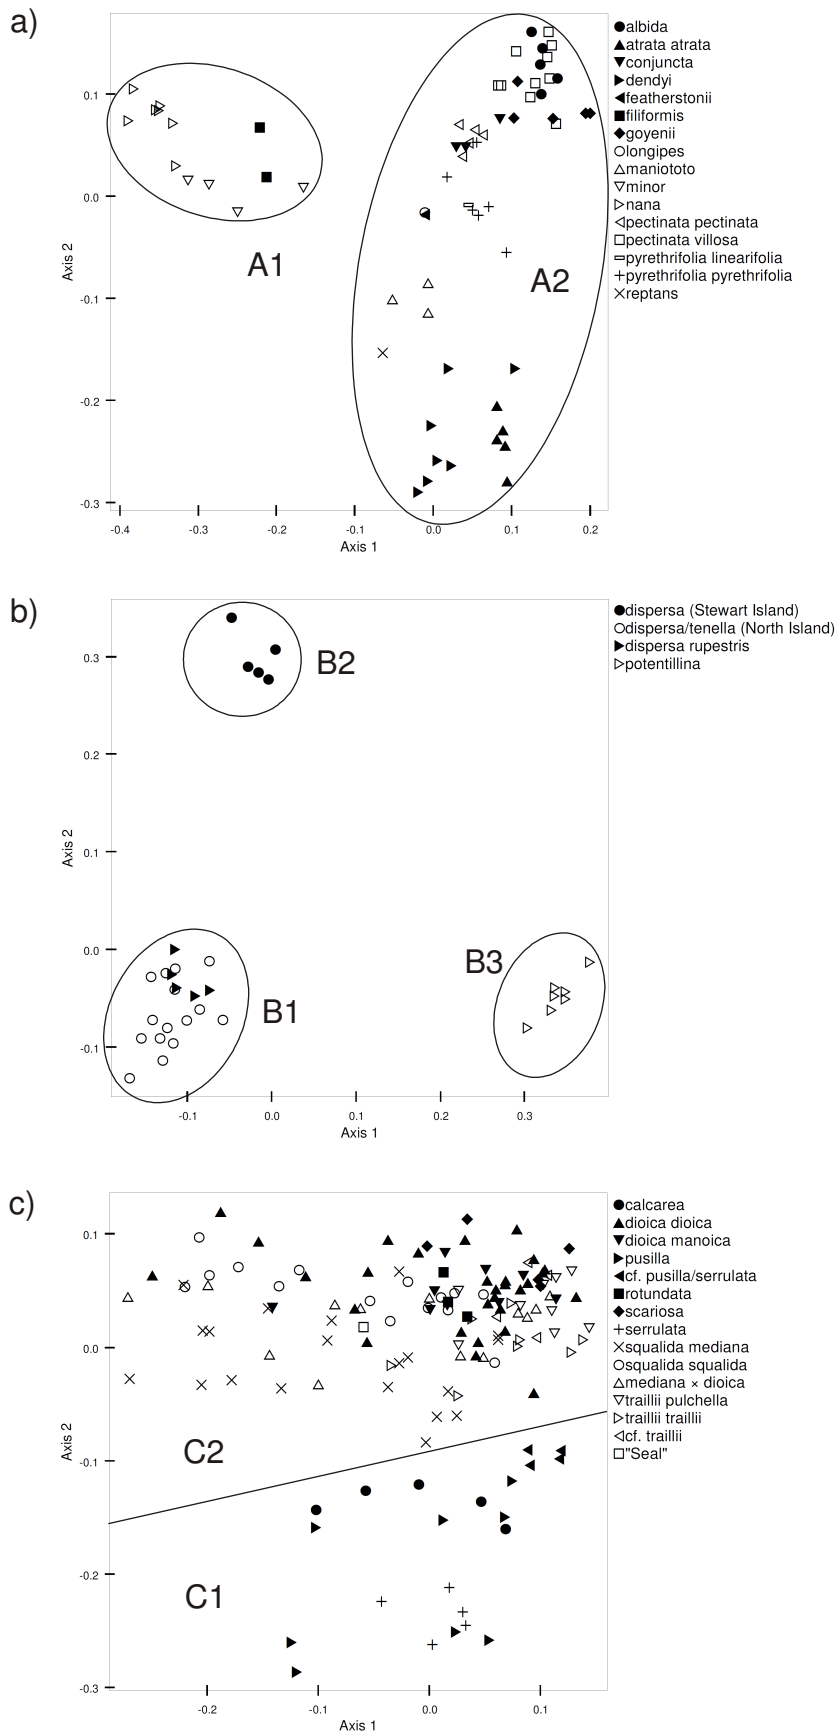 a)
albida
atrata atrata
conjuncta
dendyi
featherstonii
filiformis
goyenii
longipes
maniototo
minor
nana
pectinata pectinata
pectinata villosa
pyrethrifolia linearifolia
pyrethrifolia pyrethrifolia
reptans
0.1
0.0
-0.1
-0.2
-0.3
Axis 2
A1
A2
-0.4 -0.3 -0.2 -0.1 0.0 0.1 0.2
Axis 1
b)
dispersa (Stewart Island)
dispersa/tenella (North Island)
dispersa rupestris
potentillina
0.3
0.2
0.1
0.0
-0.1
Axis 2
B2
B3
B1
-0.1 0.0 0.1 0.2 0.3
Axis 1
c)
calcarea
dioica dioica
dioica manoica
pusilla
cf. pusilla/serrulata
rotundata
scariosa
serrulata
squalida mediana
squalida squalida
mediana × dioica
traillii pulchella
traillii traillii
cf. traillii
"Seal"
0.1
0.0
-0.1
-0.2
-0.3
Axis 2
C2
C1
-0.2 -0.1 0.0 0.1
Axis 1